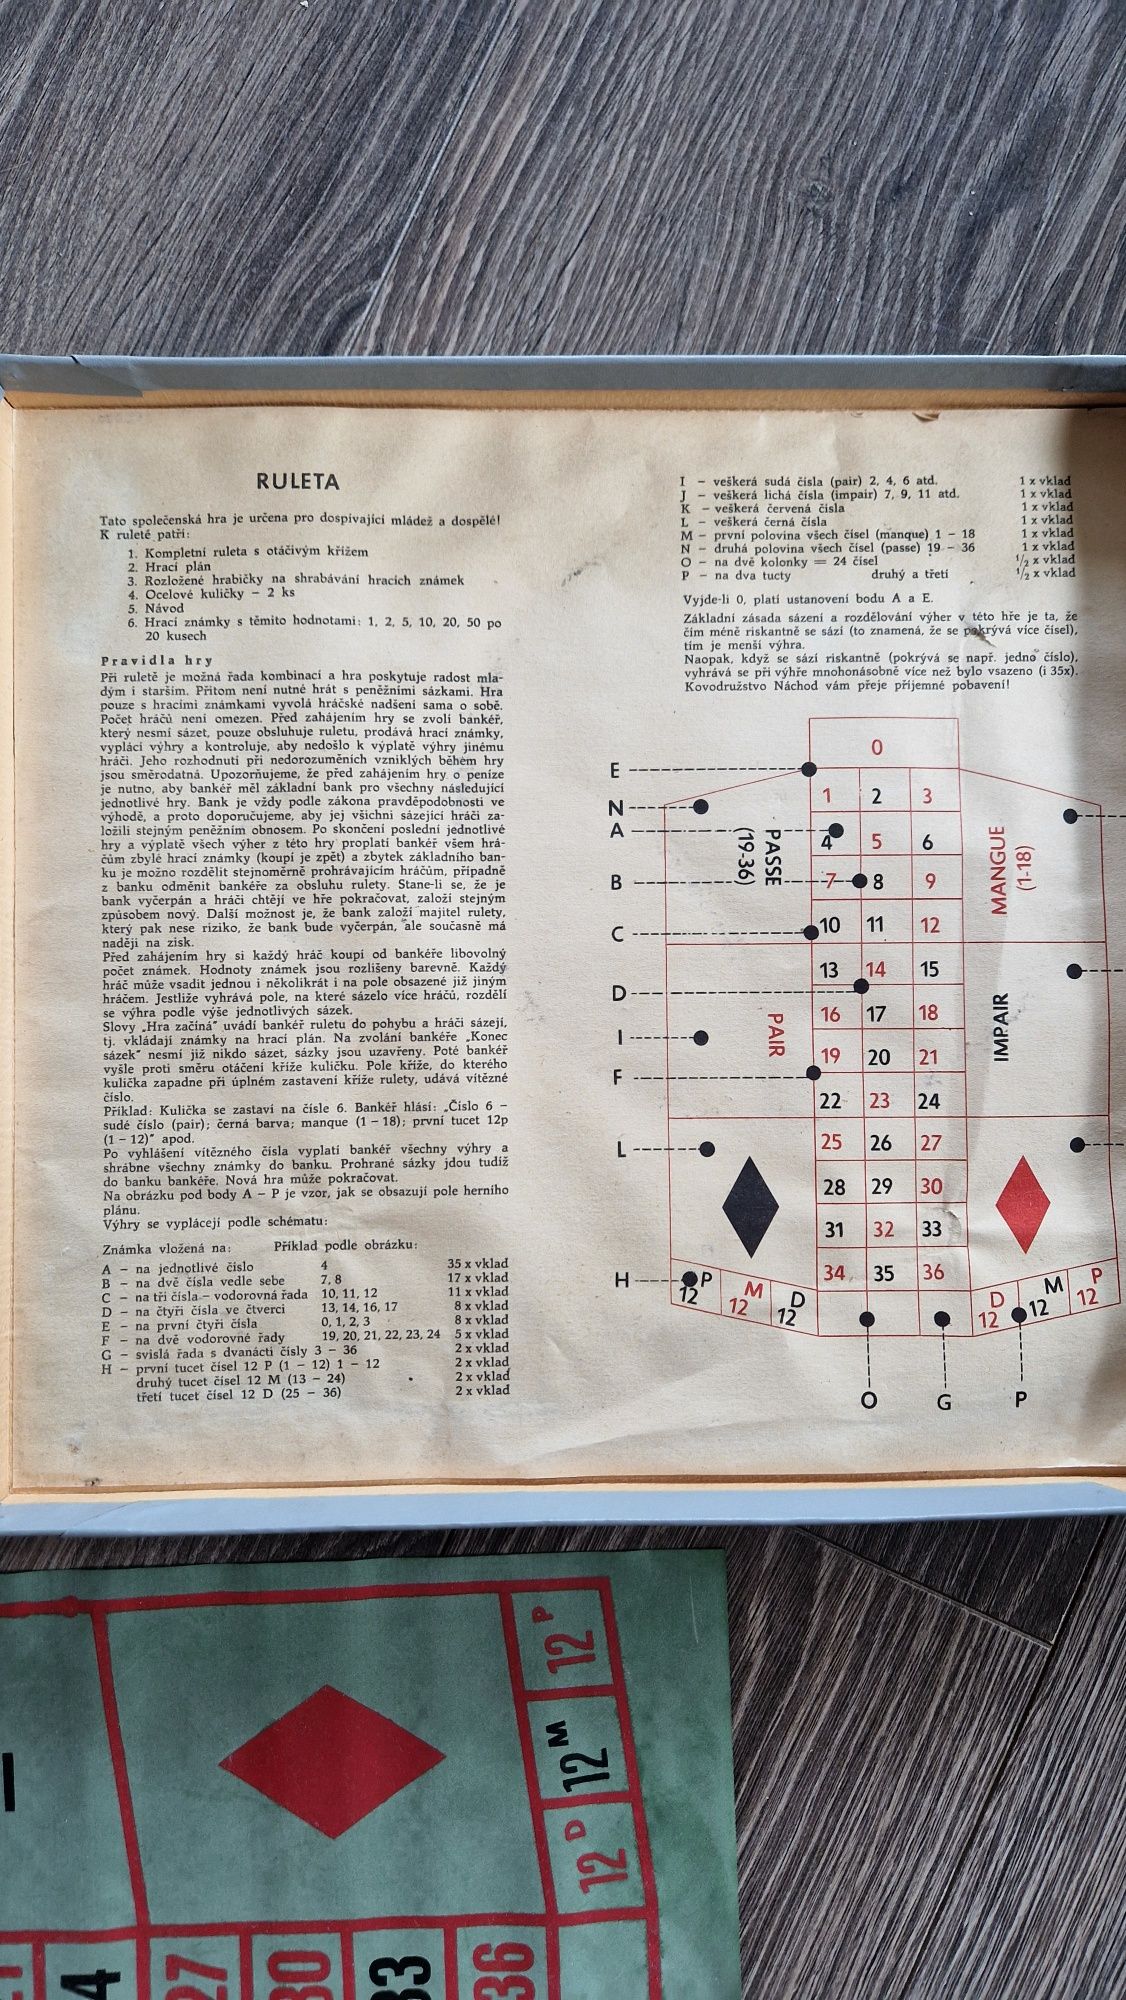 RULETA
Tato společenská hra je určena pro dospívající mládež a dospělé!
K ruletě patří:
1. Kompletní ruleta s otáčivým křížem
2. Hrací plán
3. Rozložené hrabičky na shrabávání hracích známek
4. Ocelové kuličky – 2 ks
5. Návod
6. Hrací známky s těmito hodnotami: 1, 2, 5, 10, 20, 50 po
20 kusech
Pravidla hry
Při ruletě je možná řada kombinací a hra poskytuje radost mla-
dým i starším. Přitom není nutné hrát s peněžními sázkami. Hra
pouze s hracími známkami vyvolá hráčské nadšení sama o sobě.
Počet hráčů není omezen. Před zahájením hry se zvolí bankéř,
který nesmí sázet, pouze obsluhuje ruletu, prodává hrací známky,
vyplácí výhry a kontroluje, aby nedošlo k výplatě výhry jinému
hráči. Jeho rozhodnutí při nedorozuměních vzniklých během hry
jsou směrodatná. Upozorňujeme, že před zahájením hry o peníze
je nutno, aby bankéř měl základní bank pro všechny následující
jednotlivé hry. Bank je vždy podle zákona pravděpodobnosti ve
výhodě, a proto doporučujeme, aby jej všichni sázející hráči za-
ložili stejným peněžním obnosem. Po skončení poslední jednotlivé
hry a výplatě všech výher z této hry proplatí bankéř všem hrá-
čům zbylé hrací známky (koupí je zpět) a zbytek základního ban-
ku je možno rozdělit stejnoměrně prohrávajícím hráčům, případně
z banku odměnit bankéře za obsluhu rulety. Stane-li se, že je
bank vyčerpán a hráči chtějí ve hře pokračovat, založí stejným
způsobem nový. Další možnost je, že bank založí majitel rulety,
který pak nese riziko, že bank bude vyčerpán, ale současně má
naději na zisk.
Před zahájením hry si každý hráč koupí od bankéře libovolný
počet známek. Hodnoty známek jsou rozlišeny barevně. Každý
hráč může vsadit jednou i několikrát i na pole obsazené již jiným
hráčem. Jestliže vyhrává pole, na které sázelo více hráčů, rozdělí
se výhra podle výše jednotlivých sázek.
Slovy „Hra začíná" uvádí bankéř ruletu do pohybu a hráči sázejí,
tj. vkládají známky na hrací plán. Na zvolání bankéře „Konec
sázek" nesmí již nikdo sázet, sázky jsou uzavřeny. Poté bankéř
vyšle proti směru otáčení kříže kuličku. Pole kříže, do kterého
kulička zapadne při úplném zastavení kříže rulety, udává vítězné
číslo.
Příklad: Kulička se zastaví na čísle 6. Bankéř hlásí: „Číslo 6 –
sudé číslo (pair); černá barva; manque (1 – 18); první tucet 12p
(1 – 12)" apod.
Po vyhlášení vítězného čísla vyplatí bankéř všechny výhry a
shrábne všechny známky do banku. Prohrané sázky jdou tudíž
do banku bankéře. Nová hra může pokračovat.
Na obrázku pod body A – P je vzor, jak se obsazují pole herního
plánu.
Výhry se vyplácejí podle schématu:
Známka vložená na: Příklad podle obrázku:
A – na jednotlivé číslo 4 35 x vklad
B – na dvě čísla vedle sebe 7, 8 17 x vklad
C – na tři čísla – vodorovná řada 10, 11, 12 11 x vklad
D – na čtyři čísla ve čtverci 13, 14, 16, 17 8 x vklad
E – na první čtyři čísla 0, 1, 2, 3 8 x vklad
F – na dvě vodorovné řady 19, 20, 21, 22, 23, 24 5 x vklad
G – svislá řada s dvanácti čísly 3 – 36 2 x vklad
H – první tucet čísel 12 P (1 – 12) 1 – 12 2 x vklad
druhý tucet čísel 12 M (13 – 24) 2 x vklad
třetí tucet čísel 12 D (25 – 36) 2 x vklad
I – veškerá sudá čísla (pair) 2, 4, 6 atd. 1 x vklad
J – veškerá lichá čísla (impair) 7, 9, 11 atd. 1 x vklad
K – veškerá červená čísla 1 x vklad
L – veškerá černá čísla 1 x vklad
M – první polovina všech čísel (manque) 1 – 18 1 x vklad
N – druhá polovina všech čísel (passe) 19 – 36 1 x vklad
O – na dvě kolonky = 24 čísel 1/2 x vklad
P – na dva tucty druhý a třetí 1/2 x vklad
Vyjde-li 0, platí ustanovení bodu A a E.
Základní zásada sázení a rozdělování výher v této hře je ta, že
čím méně riskantně se sází (to znamená, že se pokrývá více čísel),
tím je menší výhra.
Naopak, když se sází riskantně (pokrývá se např. jedno číslo),
vyhrává se při výhře mnohonásobně více než bylo vsazeno (i 35x).
Kovodružstvo Náchod vám přeje příjemné pobavení!
0
E
1 2 3
N
A
PASSE
(19-36)
4 5 6
MANGUE
(1-18)
B
7 8 9
C
10 11 12
13 14 15
D
PAIR
16 17 18
IMPAIR
I
19 20 21
F
22 23 24
L
25 26 27
28 29 30
31 32 33
34 35 36
H
12 P
12 M
12 D
12 D
12 M
12 P
O G P
12 P
12 M
12 D
4
27
30
33
36